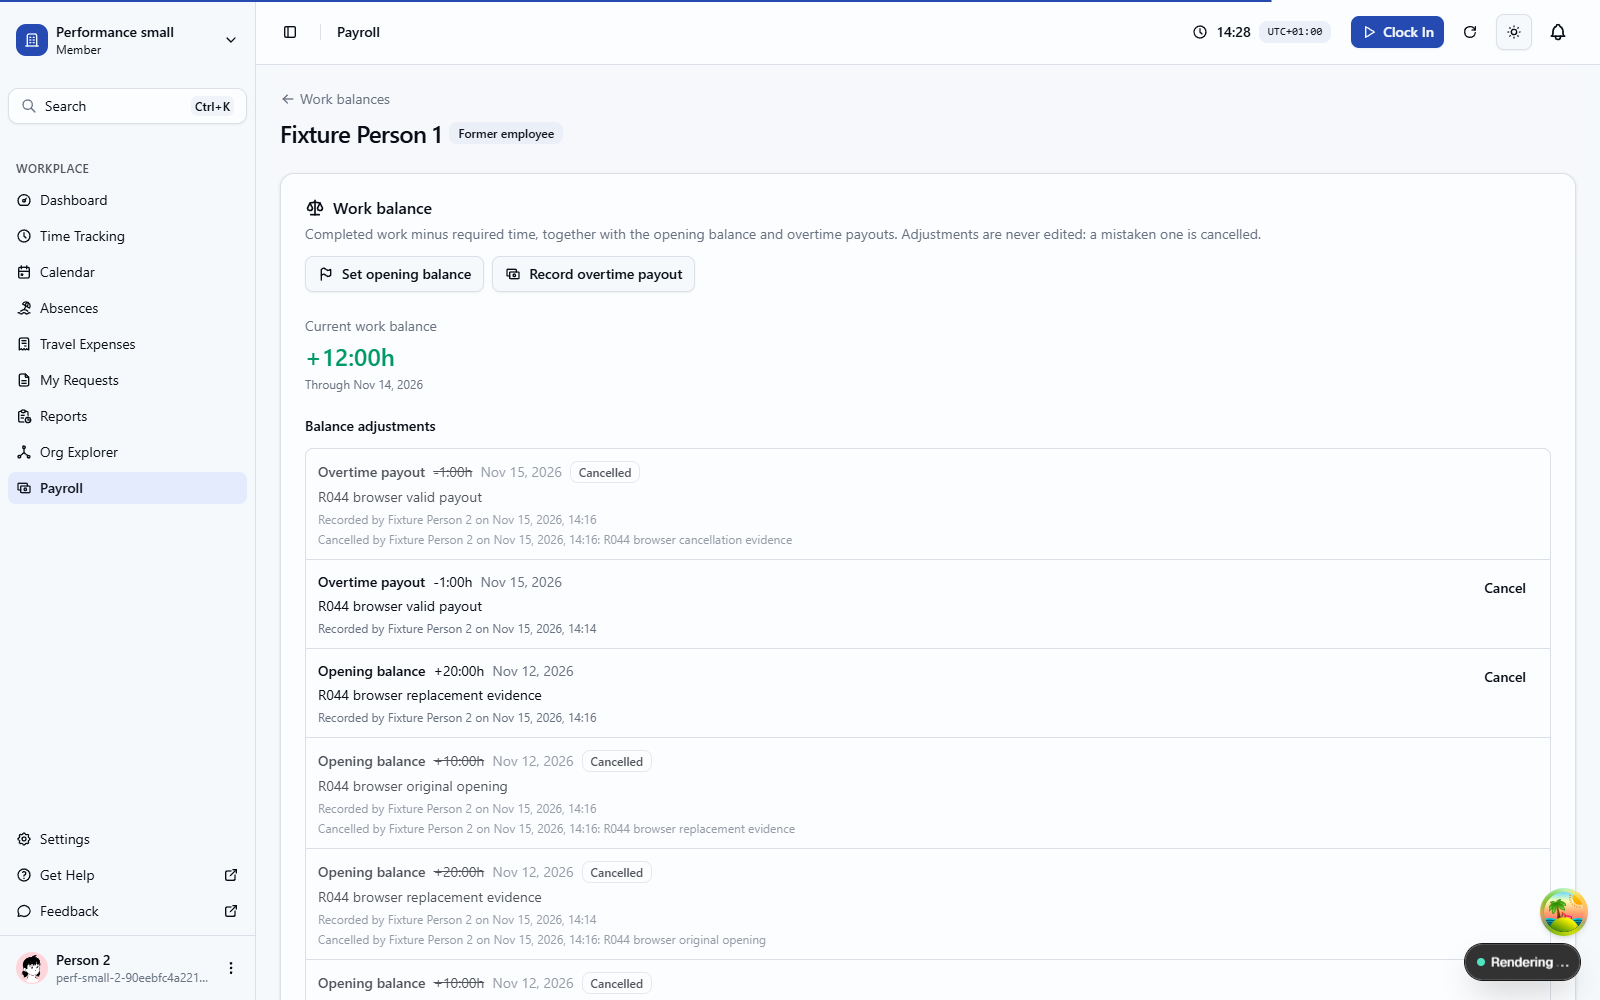 Performance small
Member
Search
Ctrl+K
WORKPLACE
Dashboard
Time Tracking
Calendar
Absences
Travel Expenses
My Requests
Reports
Org Explorer
Payroll
Settings
Get Help
Feedback
Person 2
perf-small-2-90eebfc4a221...
Payroll
14:28
UTC+01:00
Clock In
Work balances
Fixture Person 1
Former employee
Work balance
Completed work minus required time, together with the opening balance and overtime payouts. Adjustments are never edited: a mistaken one is cancelled.
Set opening balance
Record overtime payout
Current work balance
+12:00h
Through Nov 14, 2026
Balance adjustments
Overtime payout -1:00h Nov 15, 2026 Cancelled
R044 browser valid payout
Recorded by Fixture Person 2 on Nov 15, 2026, 14:16
Cancelled by Fixture Person 2 on Nov 15, 2026, 14:16: R044 browser cancellation evidence
Overtime payout -1:00h Nov 15, 2026
Cancel
R044 browser valid payout
Recorded by Fixture Person 2 on Nov 15, 2026, 14:14
Opening balance +20:00h Nov 12, 2026
Cancel
R044 browser replacement evidence
Recorded by Fixture Person 2 on Nov 15, 2026, 14:16
Opening balance +10:00h Nov 12, 2026 Cancelled
R044 browser original opening
Recorded by Fixture Person 2 on Nov 15, 2026, 14:16
Cancelled by Fixture Person 2 on Nov 15, 2026, 14:16: R044 browser replacement evidence
Opening balance +20:00h Nov 12, 2026 Cancelled
R044 browser replacement evidence
Recorded by Fixture Person 2 on Nov 15, 2026, 14:14
Cancelled by Fixture Person 2 on Nov 15, 2026, 14:16: R044 browser original opening
Opening balance +10:00h Nov 12, 2026 Cancelled
Rendering ...